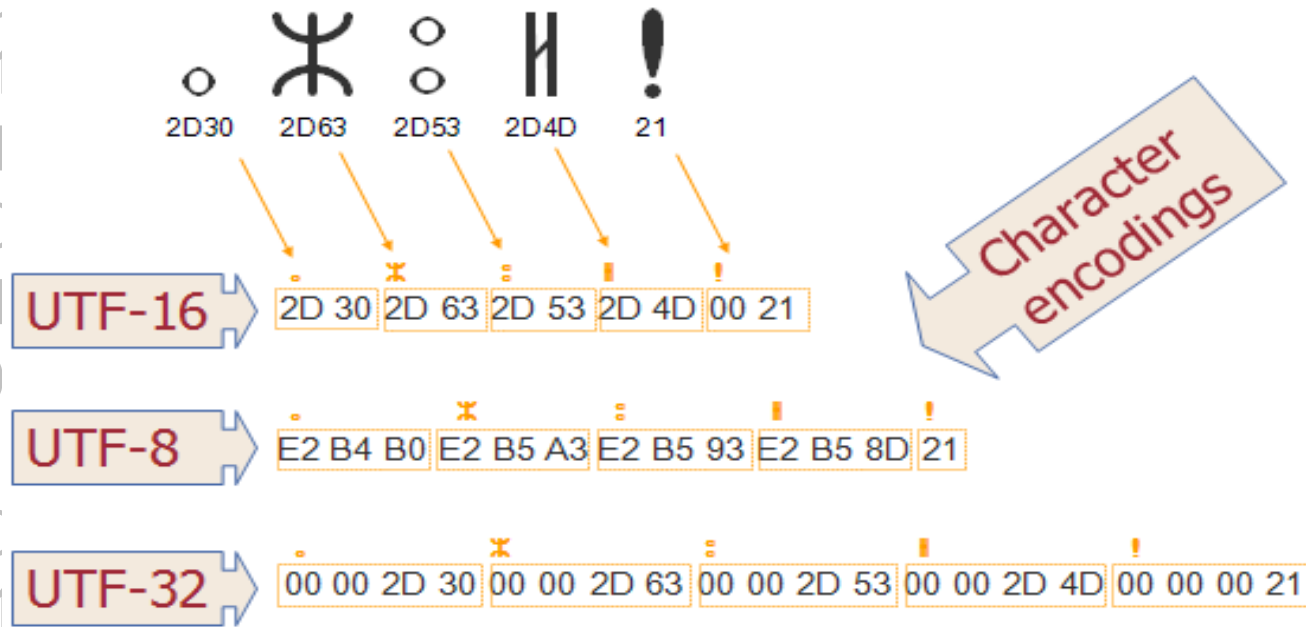 ⴰ ⵣ ⵓ ⵍ !
2D30 2D63 2D53 2D4D 21
Character
encodings
ⴰ ⵣ ⵓ ⵍ !
UTF-16 2D 30 2D 63 2D 53 2D 4D 00 21
ⴰ ⵣ ⵓ ⵍ !
UTF-8 E2 B4 B0 E2 B5 A3 E2 B5 93 E2 B5 8D 21
ⴰ ⵣ ⵓ ⵍ !
UTF-32 00 00 2D 30 00 00 2D 63 00 00 2D 53 00 00 2D 4D 00 00 00 21